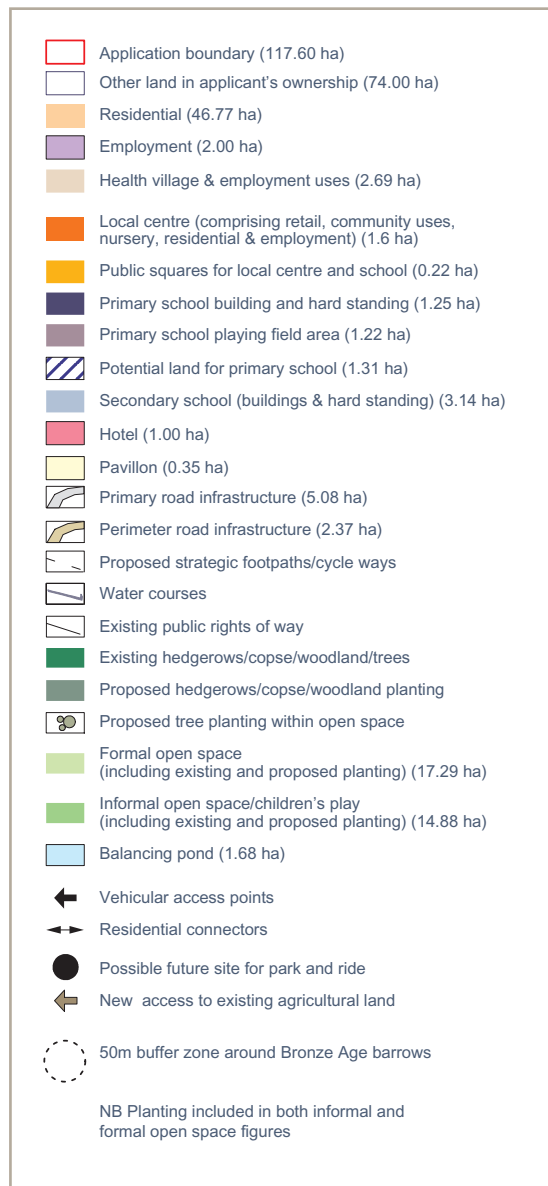 Application boundary (117.60 ha)
Other land in applicant’s ownership (74.00 ha)
Residential (46.77 ha)
Employment (2.00 ha)
Health village & employment uses (2.69 ha)
Local centre (comprising retail, community uses,
nursery, residential & employment) (1.6 ha)
Public squares for local centre and school (0.22 ha)
Primary school building and hard standing (1.25 ha)
Primary school playing field area (1.22 ha)
Potential land for primary school (1.31 ha)
Secondary school (buildings & hard standing) (3.14 ha)
Hotel (1.00 ha)
Pavillon (0.35 ha)
Primary road infrastructure (5.08 ha)
Perimeter road infrastructure (2.37 ha)
Proposed strategic footpaths/cycle ways
Water courses
Existing public rights of way
Existing hedgerows/copse/woodland/trees
Proposed hedgerows/copse/woodland planting
Proposed tree planting within open space
Formal open space
(including existing and proposed planting) (17.29 ha)
Informal open space/children’s play
(including existing and proposed planting) (14.88 ha)
Balancing pond (1.68 ha)
Vehicular access points
Residential connectors
Possible future site for park and ride
New access to existing agricultural land
50m buffer zone around Bronze Age barrows
NB Planting included in both informal and
formal open space figures